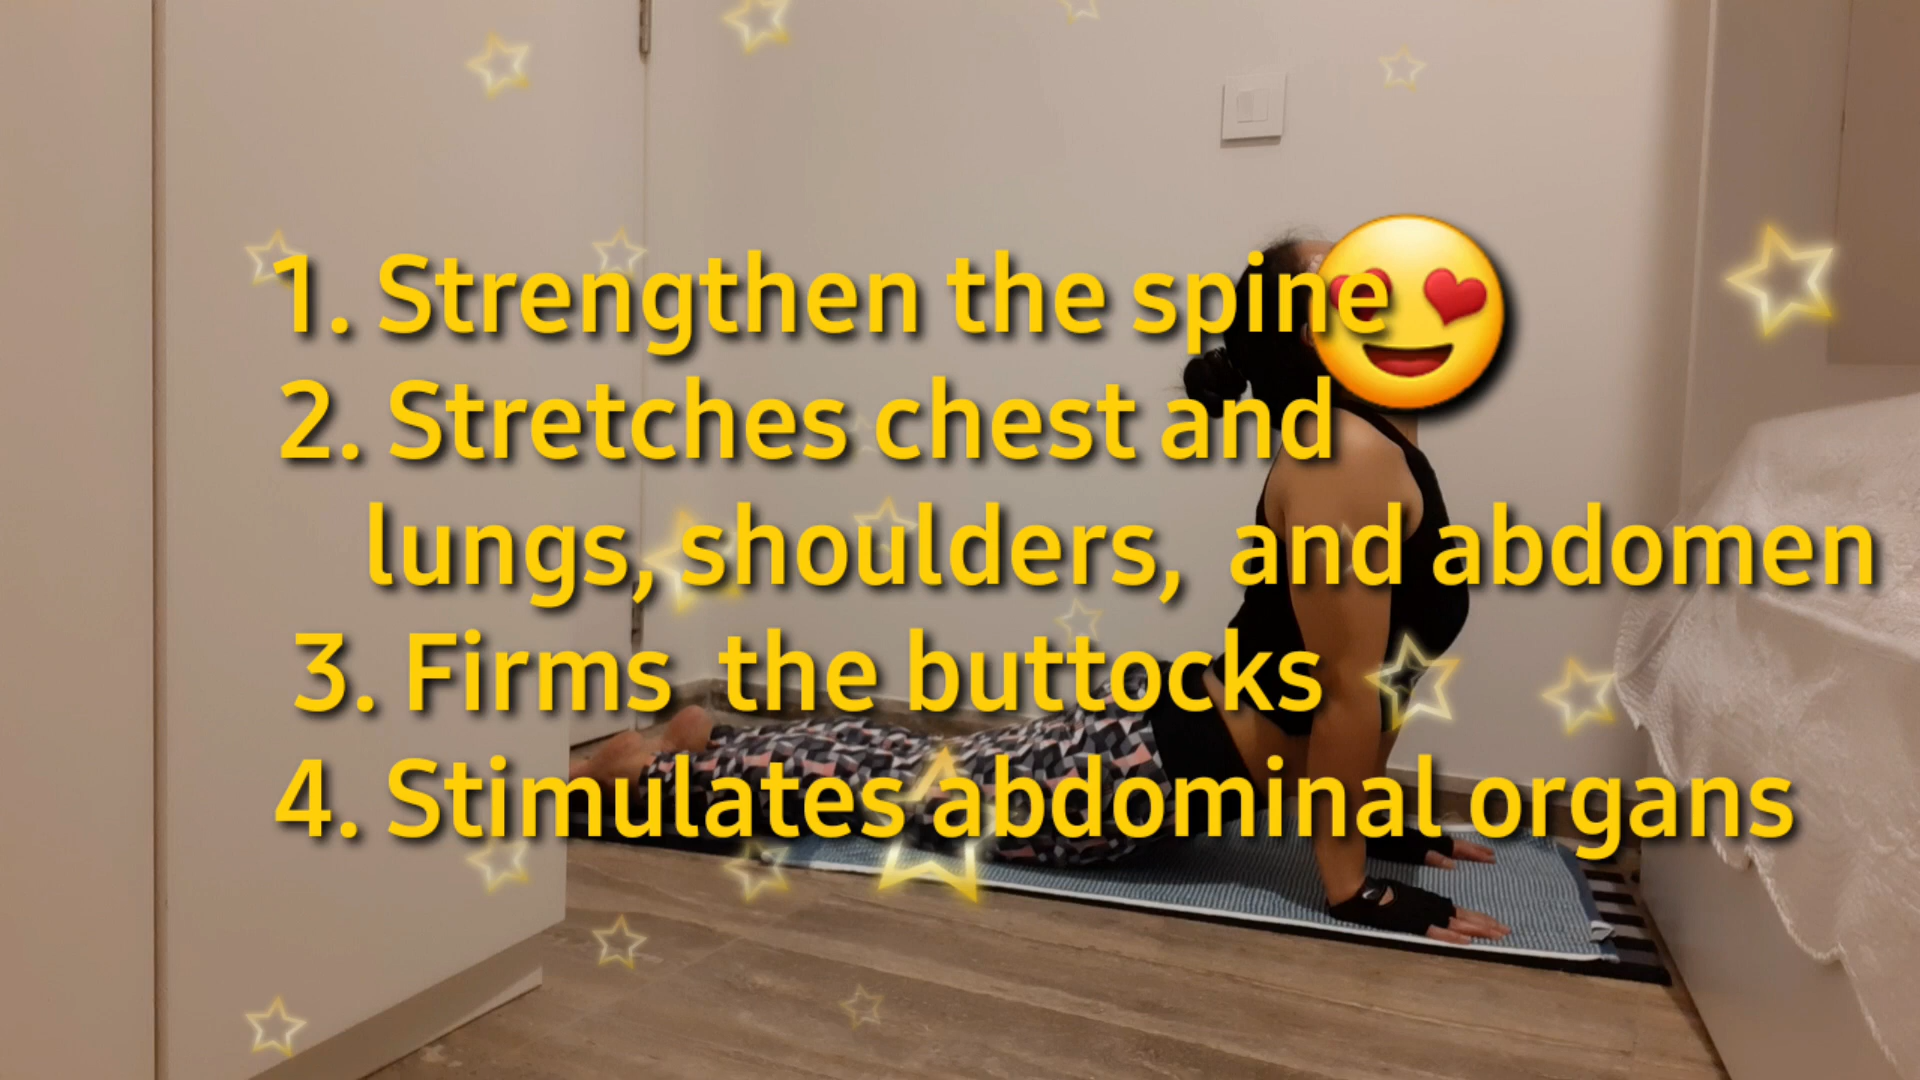 1. Strengthen the spine
2. Stretches chest and
lungs, shoulders, and abdomen
3. Firms the buttocks
4. Stimulates abdominal organs